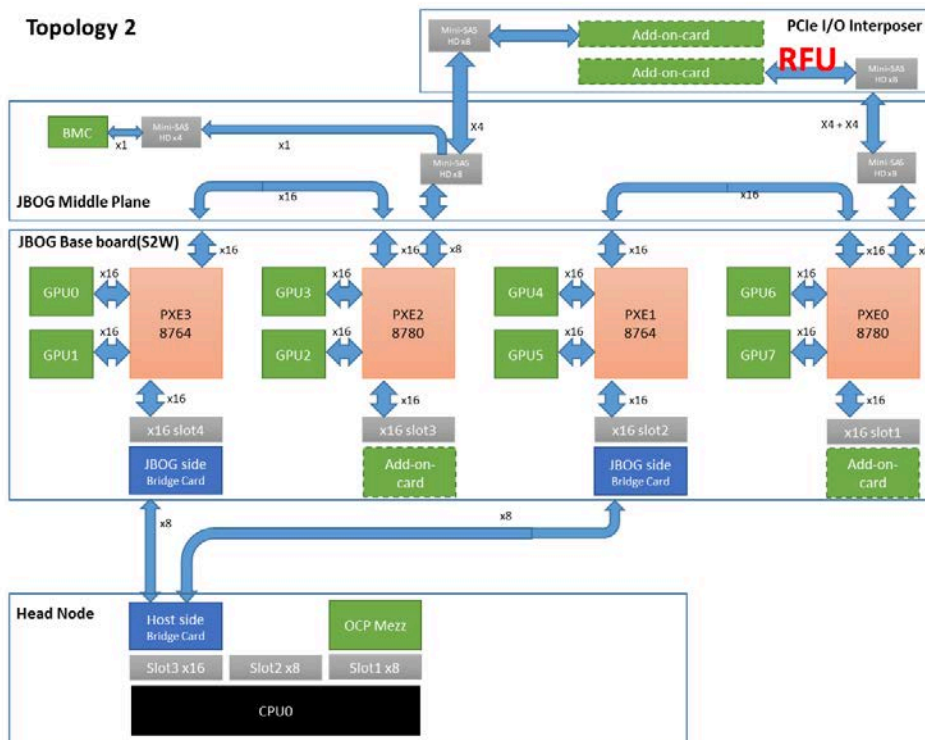 Topology 2
PCIe I/O Interposer
Mini-SAS
HD x8
Add-on-card
Add-on-card
RFU
Mini-SAS
HD x8
X4
X4 + X4
BMC
x1
Mini-SAS
HD x4
x1
Mini-SAS
HD x8
Mini-SAS
HD x8
x16
x16
JBOG Middle Plane
JBOG Base board(S2W)
x16
x16
x8
x16
x16
GPU0
x16
PXE3
8764
GPU1
x16
GPU3
x16
PXE2
8780
GPU2
x16
GPU4
x16
PXE1
8764
GPU5
x16
GPU6
x16
PXE0
8780
GPU7
x16
x16
x16
x16
x16
x16 slot4
x16 slot3
x16 slot2
x16 slot1
JBOG side
Bridge Card
Add-on-
card
JBOG side
Bridge Card
Add-on-
card
x8
x8
Head Node
Host side
Bridge Card
OCP Mezz
Slot3 x16
Slot2 x8
Slot1 x8
CPU0